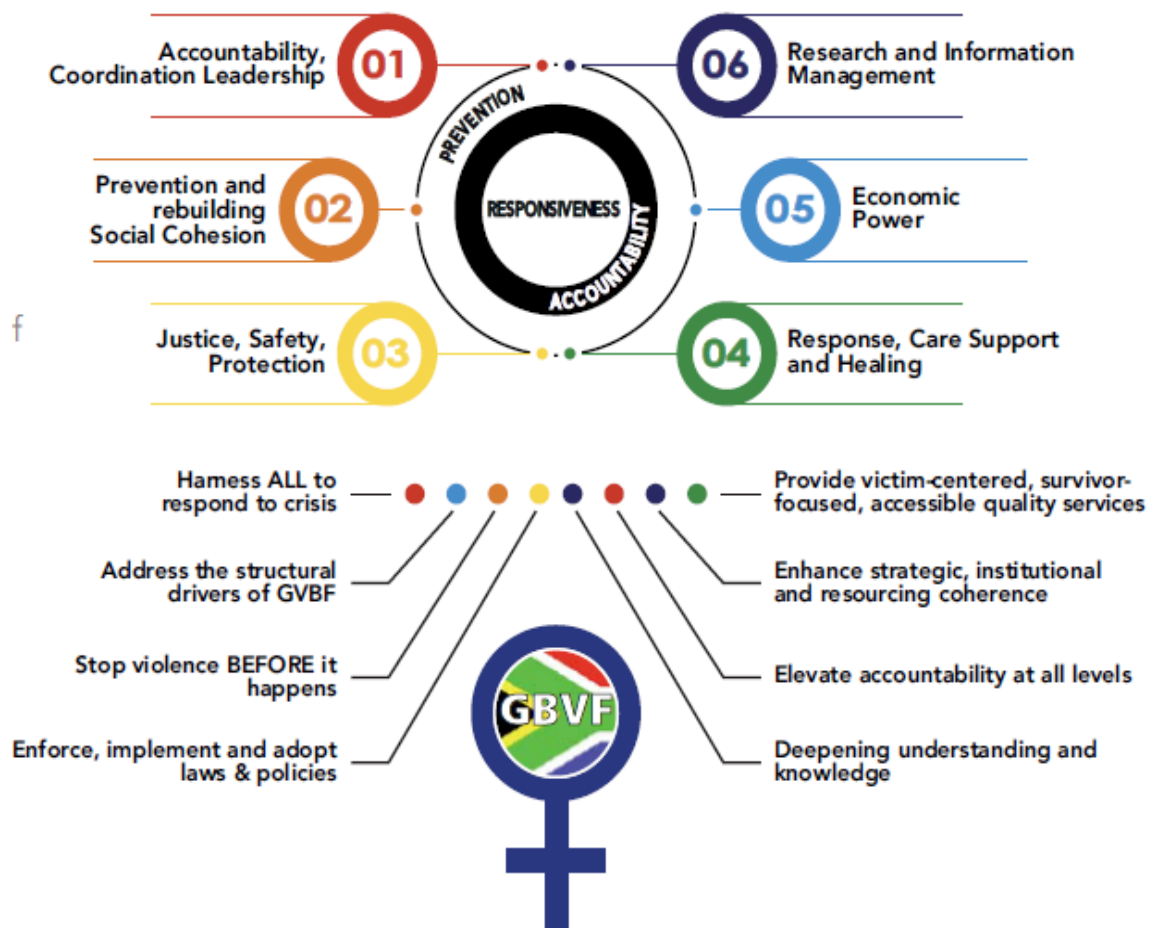 Accountability,
Coordination Leadership
01
06
Research and Information
Management
PREVENTION
Prevention and
rebuilding
Social Cohesion
02
RESPONSIVENESS
ACCOUNTABILITY
05
Economic
Power
f
Justice, Safety,
Protection
03
04
Response, Care Support
and Healing
Harness ALL to
respond to crisis
Provide victim-centered, survivor-
focused, accessible quality services
Address the structural
drivers of GVBF
Enhance strategic, institutional
and resourcing coherence
Stop violence BEFORE it
happens
Elevate accountability at all levels
GBVF
Enforce, implement and adopt
laws & policies
Deepening understanding and
knowledge